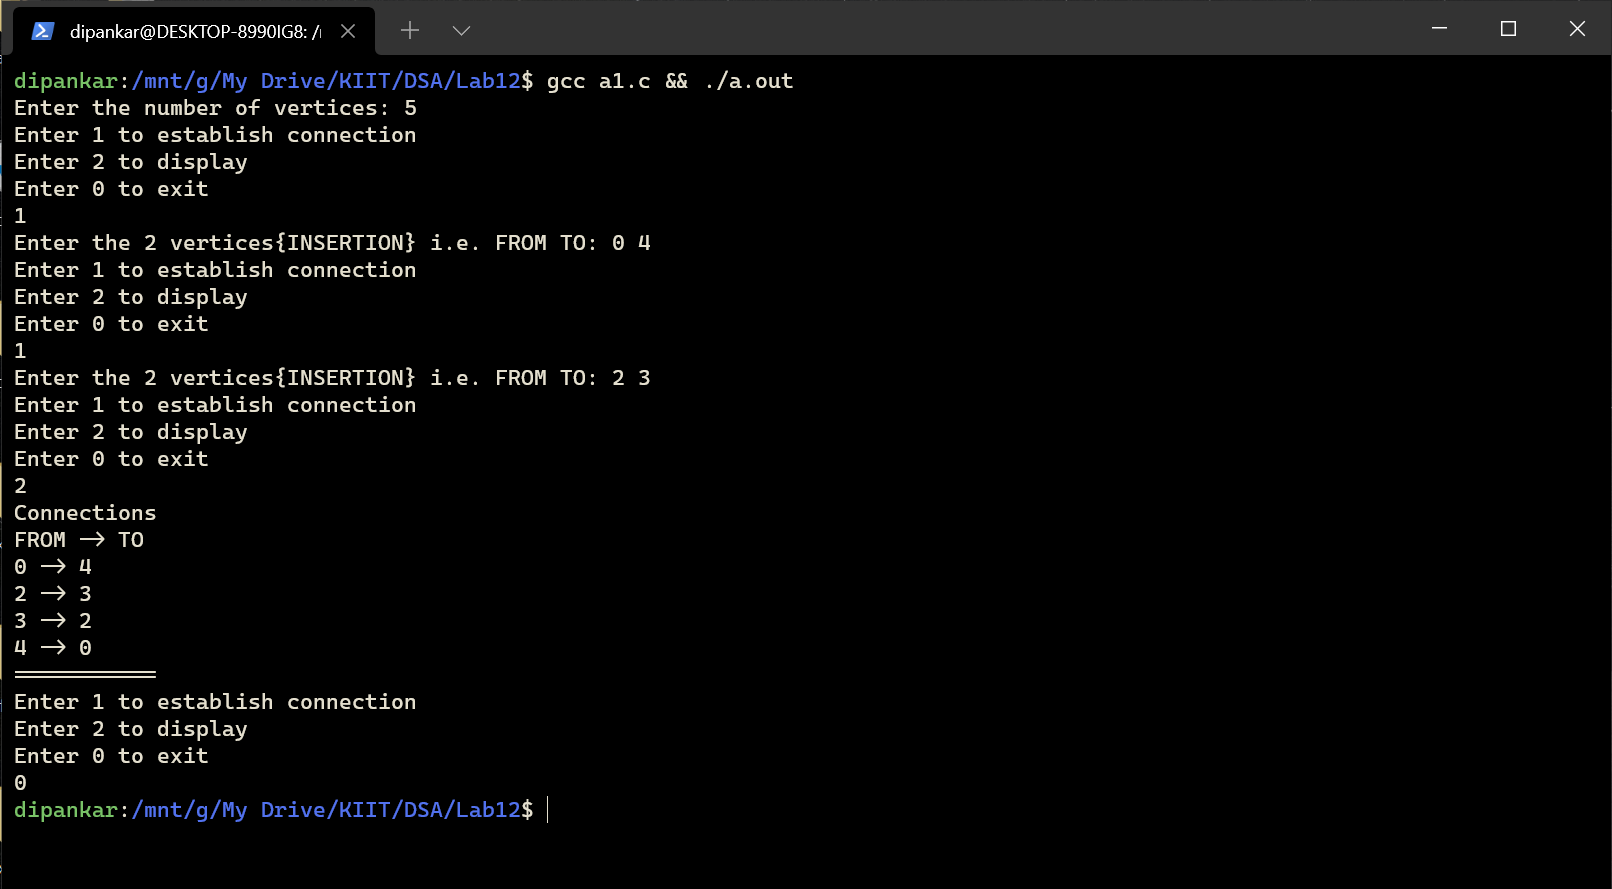 dipankar@DESKTOP-8990IG8: /
dipankar:/mnt/g/My Drive/KIIT/DSA/Lab12$ gcc a1.c && ./a.out
Enter the number of vertices: 5
Enter 1 to establish connection
Enter 2 to display
Enter 0 to exit
1
Enter the 2 vertices{INSERTION} i.e. FROM TO: 0 4
Enter 1 to establish connection
Enter 2 to display
Enter 0 to exit
1
Enter the 2 vertices{INSERTION} i.e. FROM TO: 2 3
Enter 1 to establish connection
Enter 2 to display
Enter 0 to exit
2
Connections
FROM --> TO
0 --> 4
2 --> 3
3 --> 2
4 --> 0
===========
Enter 1 to establish connection
Enter 2 to display
Enter 0 to exit
0
dipankar:/mnt/g/My Drive/KIIT/DSA/Lab12$